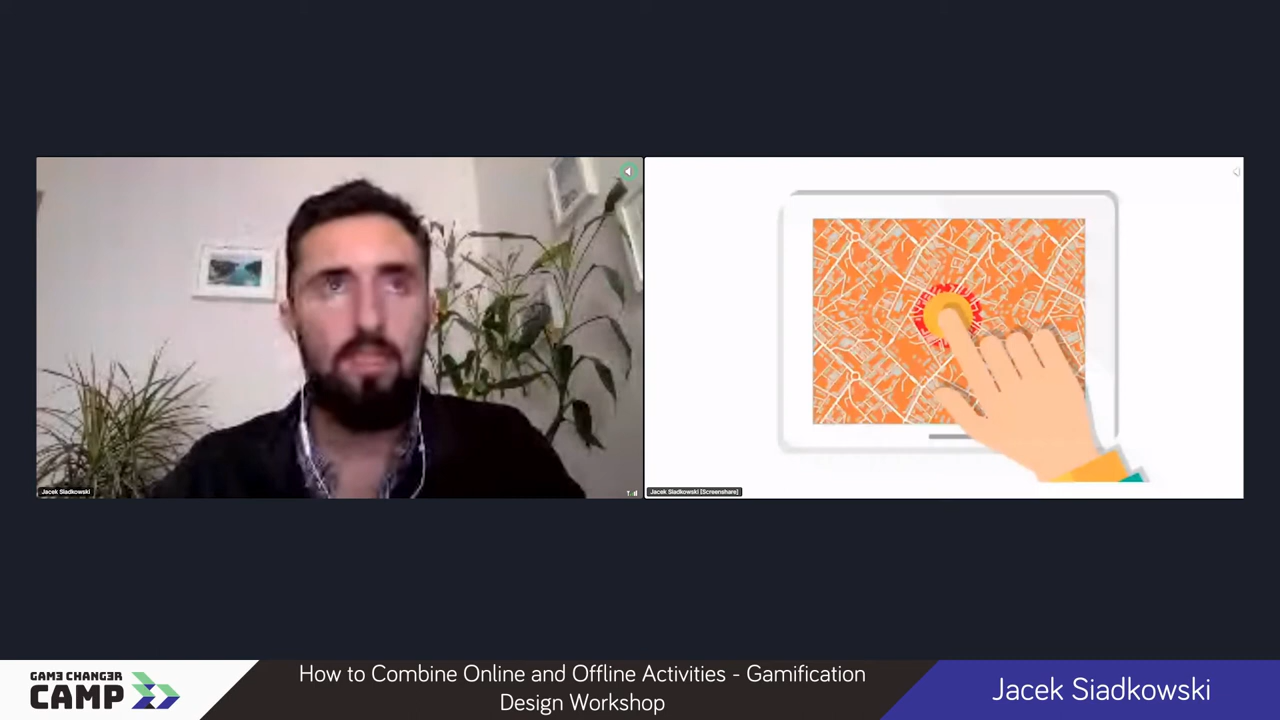 Jacek Siadkowski
Jacek Siadkowski [Screenshare]
GAM3 CHANG3R
CAMP
How to Combine Online and Offline Activities - Gamification
Design Workshop
Jacek Siadkowski